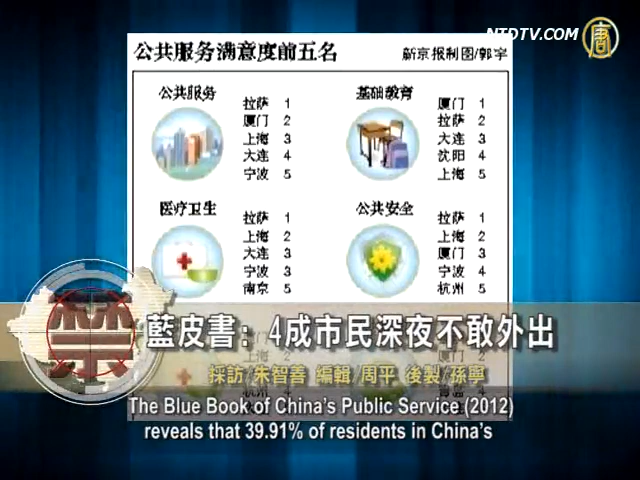 NTDTV.COM
唐
公共服务满意度前五名
新京报制图/郭宇
公共服务
拉萨 1
厦门 2
上海 3
大连 4
宁波 5
基础教育
厦门 1
拉萨 2
大连 3
沈阳 4
上海 5
医疗卫生
拉萨 1
上海 2
大连 3
宁波 3
南京 5
公共安全
拉萨 1
上海 2
厦门 3
宁波 4
杭州 5
禁
藍皮書：4成市民深夜不敢外出
採訪/朱智善 編輯/周平 後製/孫寧
The Blue Book of China's Public Service (2012)
reveals that 39.91% of residents in China's